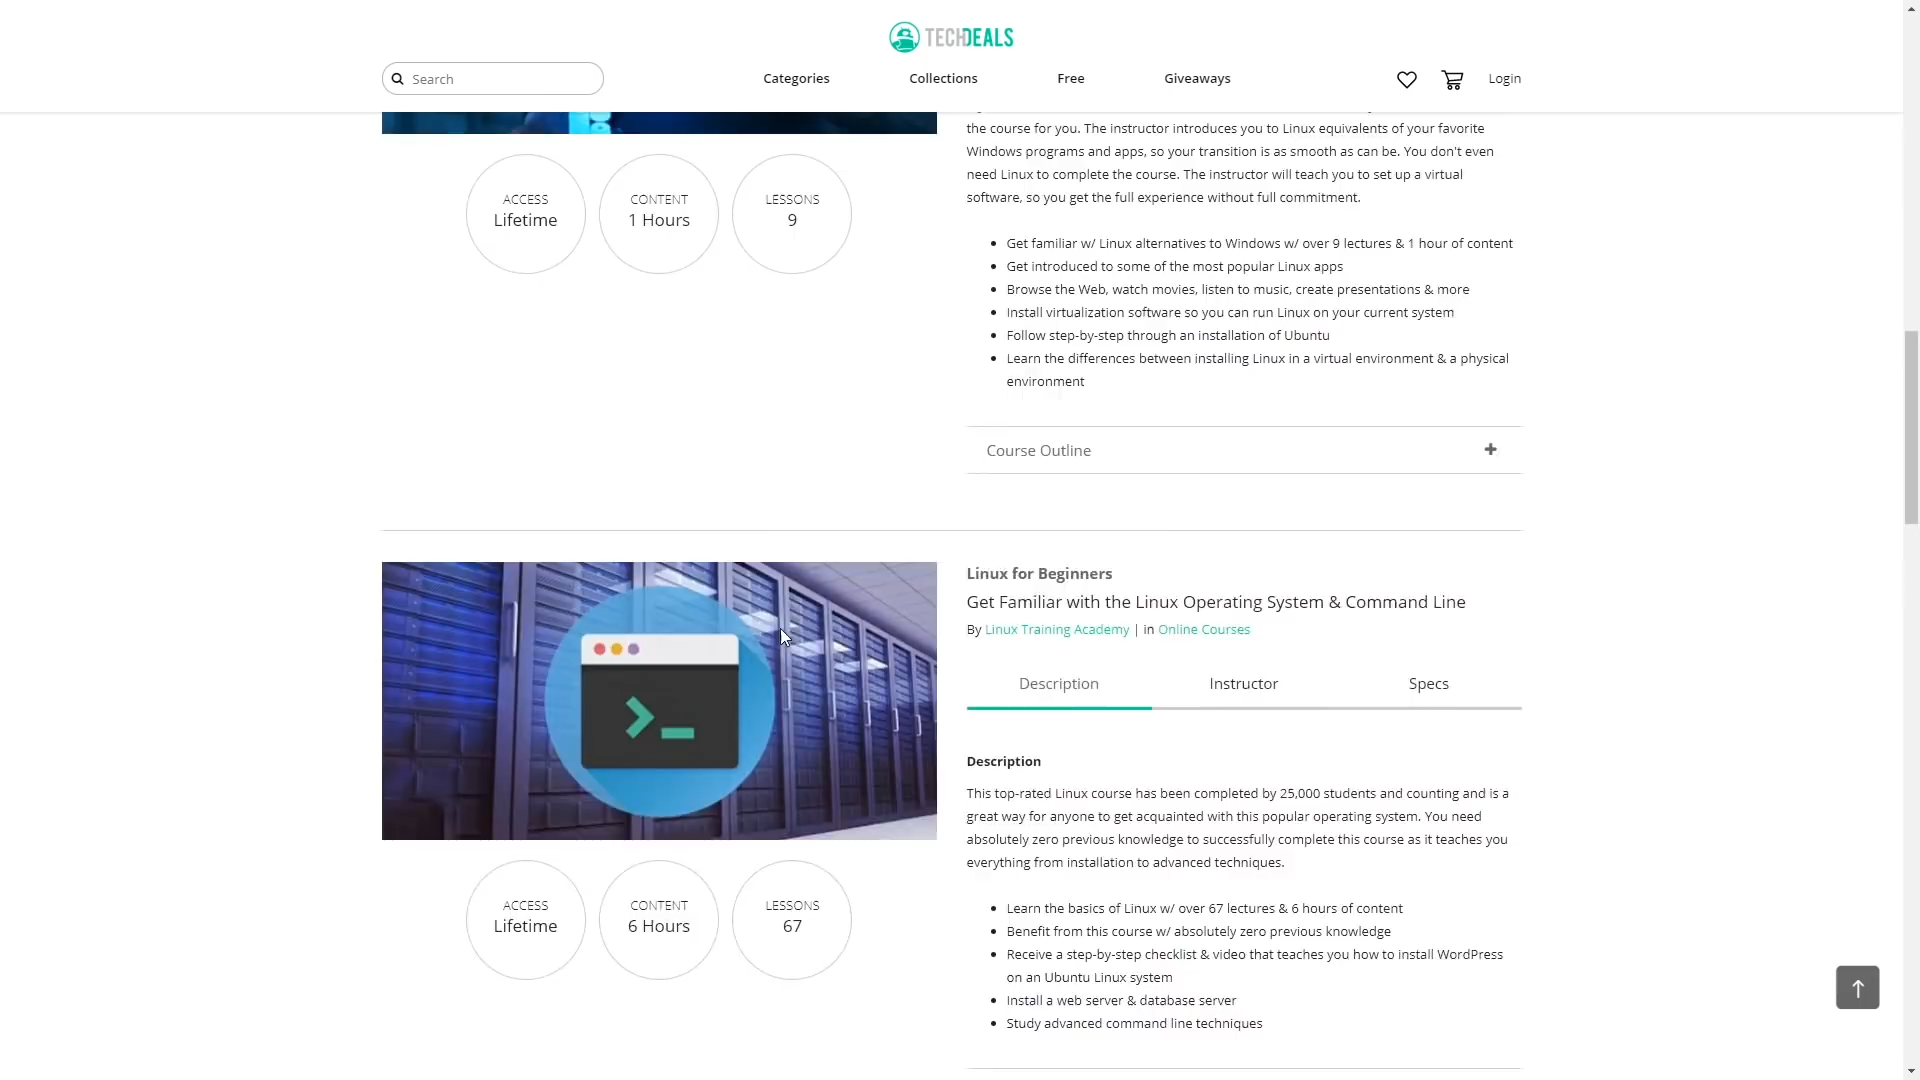 TECHDEALS
Search
Categories
Collections
Free
Giveaways
Login
the course for you. The instructor introduces you to Linux equivalents of your favorite
Windows programs and apps, so your transition is as smooth as can be. You don't even
need Linux to complete the course. The instructor will teach you to set up a virtual
software, so you get the full experience without full commitment.
ACCESS
Lifetime
CONTENT
1 Hours
LESSONS
9
• Get familiar w/ Linux alternatives to Windows w/ over 9 lectures & 1 hour of content
• Get introduced to some of the most popular Linux apps
• Browse the Web, watch movies, listen to music, create presentations & more
• Install virtualization software so you can run Linux on your current system
• Follow step-by-step through an installation of Ubuntu
• Learn the differences between installing Linux in a virtual environment & a physical
environment
Course Outline +
Linux for Beginners
Get Familiar with the Linux Operating System & Command Line
By Linux Training Academy | in Online Courses
Description
Instructor
Specs
Description
This top-rated Linux course has been completed by 25,000 students and counting and is a
great way for anyone to get acquainted with this popular operating system. You need
absolutely zero previous knowledge to successfully complete this course as it teaches you
everything from installation to advanced techniques.
ACCESS
Lifetime
CONTENT
6 Hours
LESSONS
67
• Learn the basics of Linux w/ over 67 lectures & 6 hours of content
• Benefit from this course w/ absolutely zero previous knowledge
• Receive a step-by-step checklist & video that teaches you how to install WordPress
on an Ubuntu Linux system
• Install a web server & database server
• Study advanced command line techniques